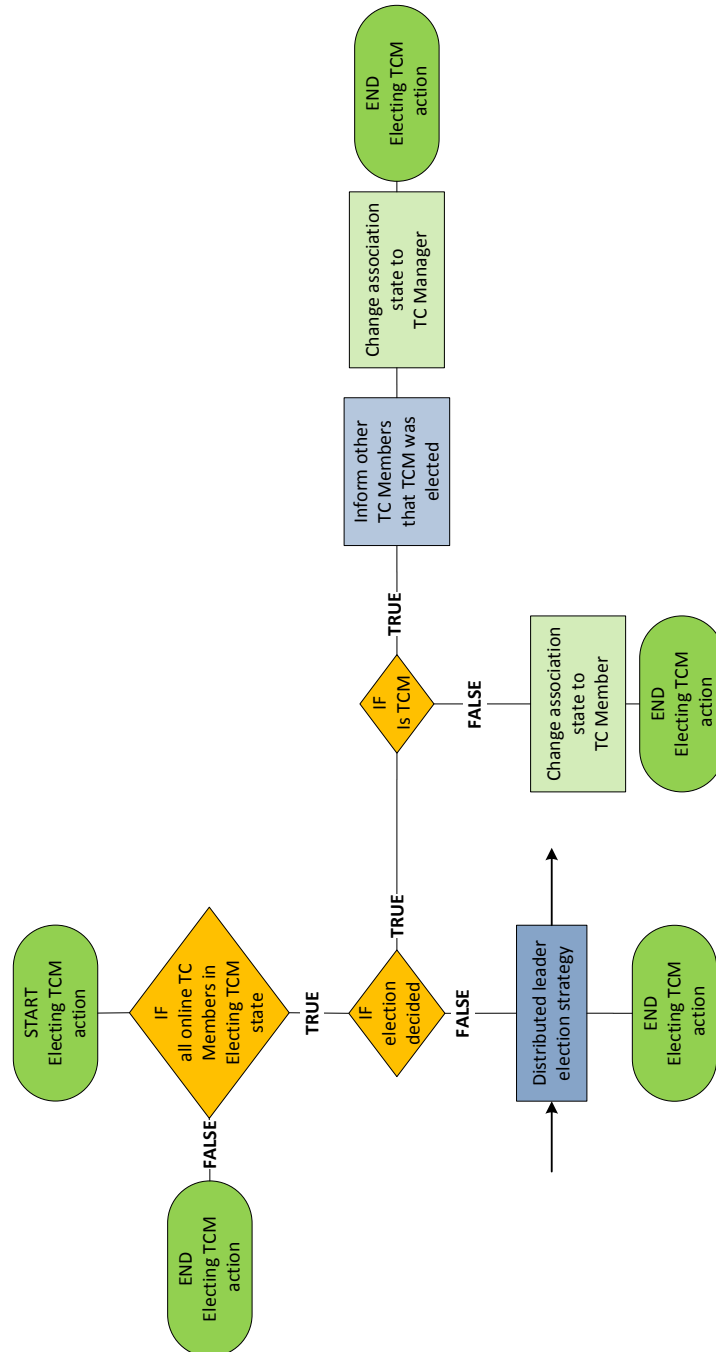 START
Electing TCM
action
IF
all online TC
Members in
Electing TCM
state
FALSE
END
Electing TCM
action
TRUE
IF
election
decided
TRUE
FALSE
Distributed leader
election strategy
END
Electing TCM
action
IF
Is TCM
TRUE
FALSE
Change association
state to
TC Member
END
Electing TCM
action
Inform other
TC Members
that TCM was
elected
Change association
state to
TC Manager
END
Electing TCM
action